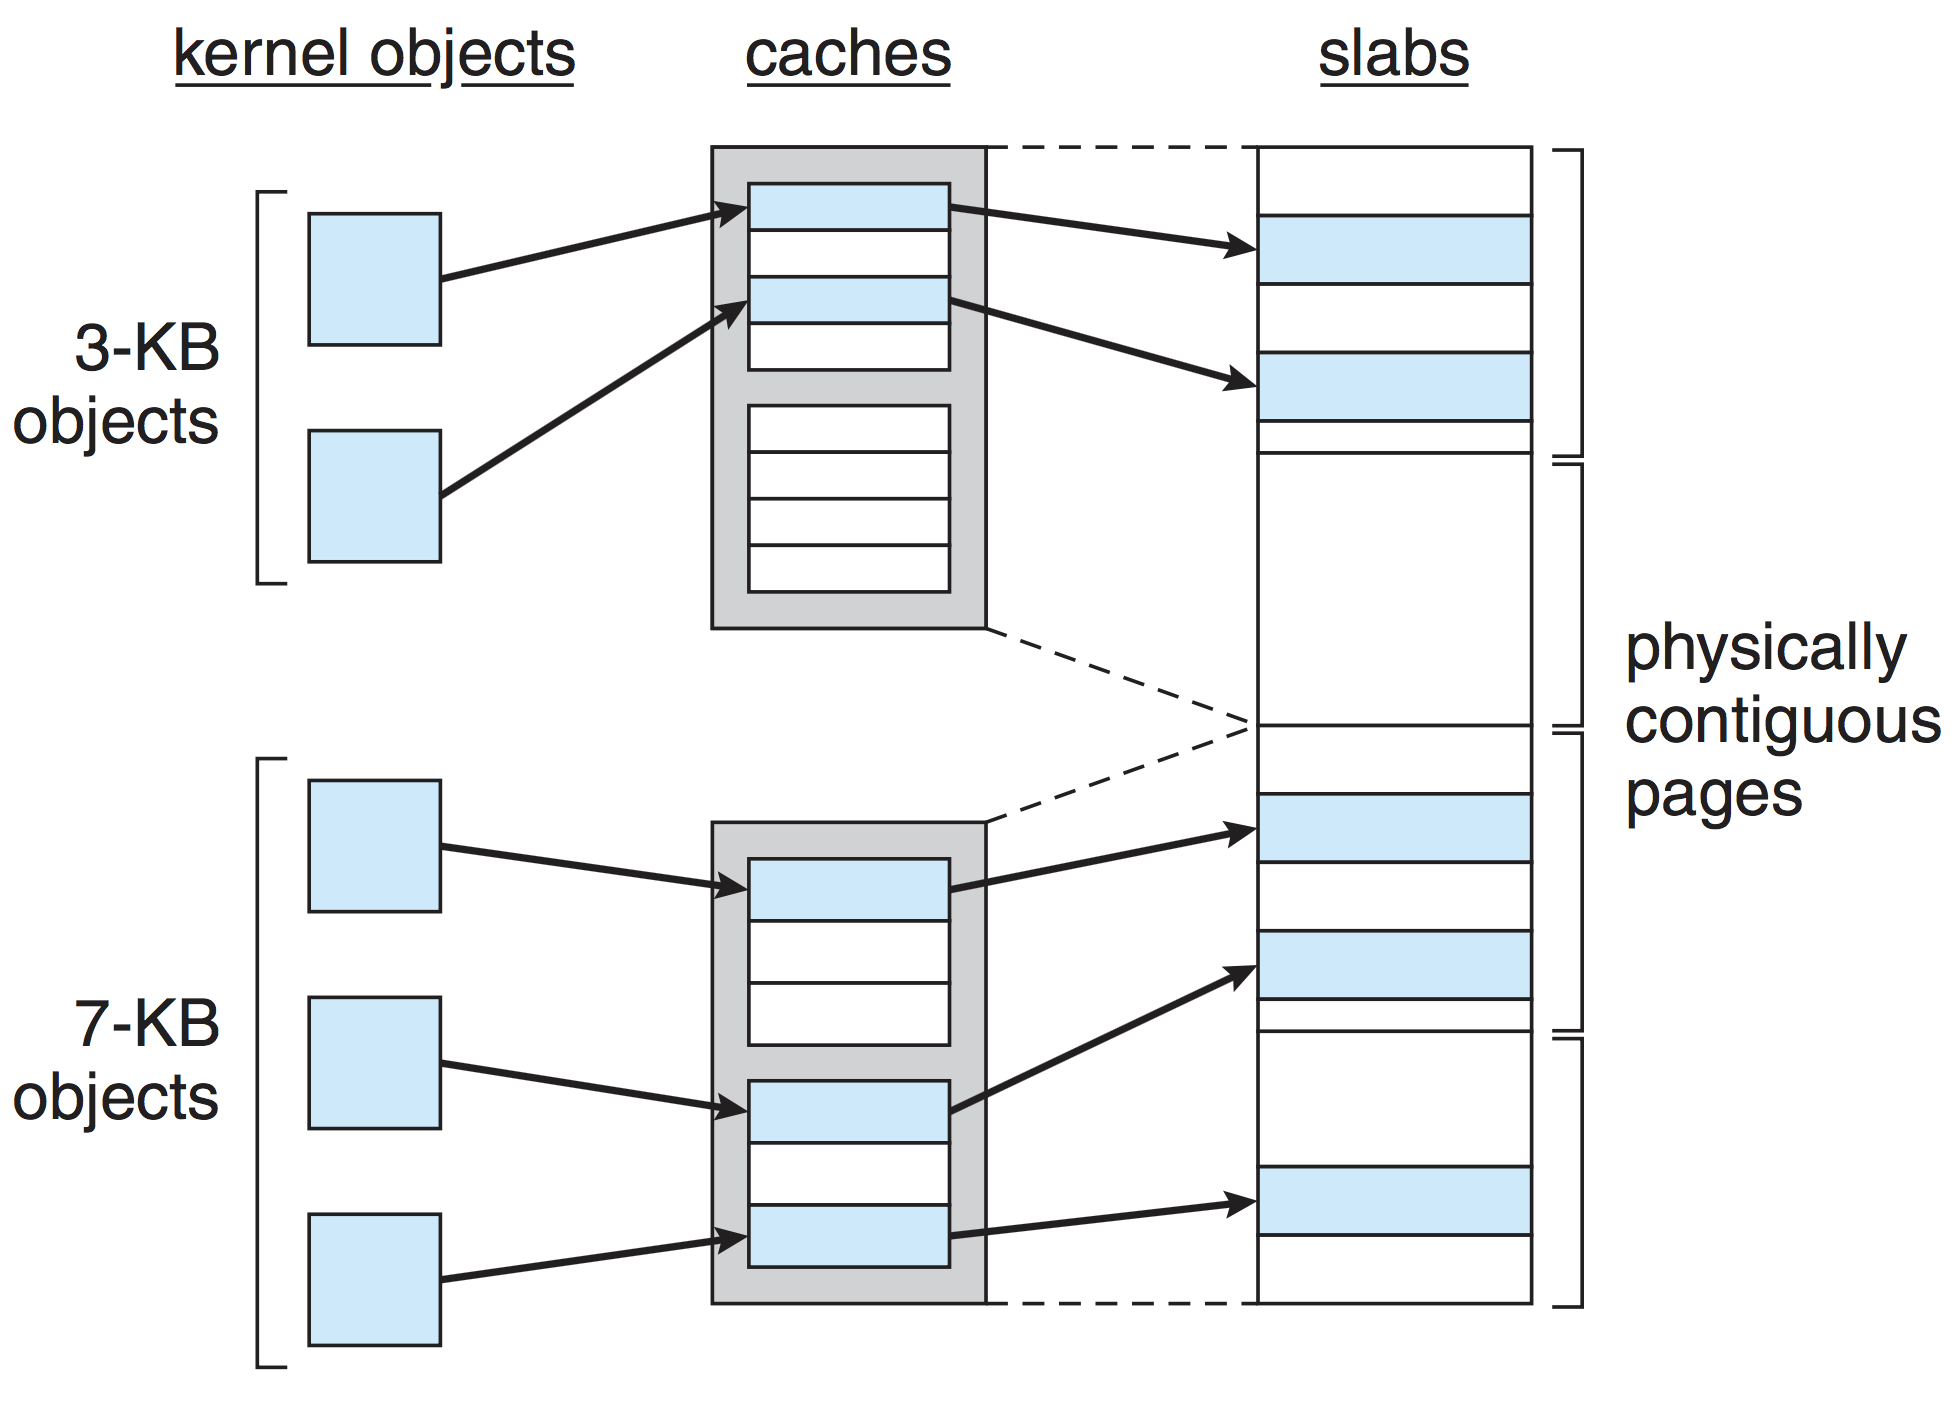 kernel objects
caches
slabs
3-KB
objects
physically
contiguous
pages
7-KB
objects